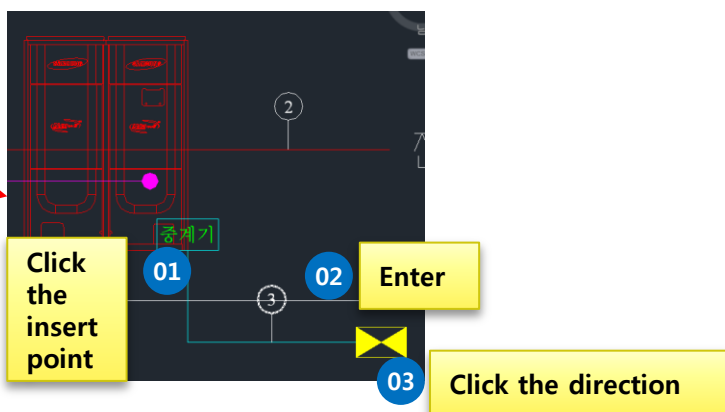 2
중계기
Click
the
insert
point
01
02
Enter
3
03
Click the direction